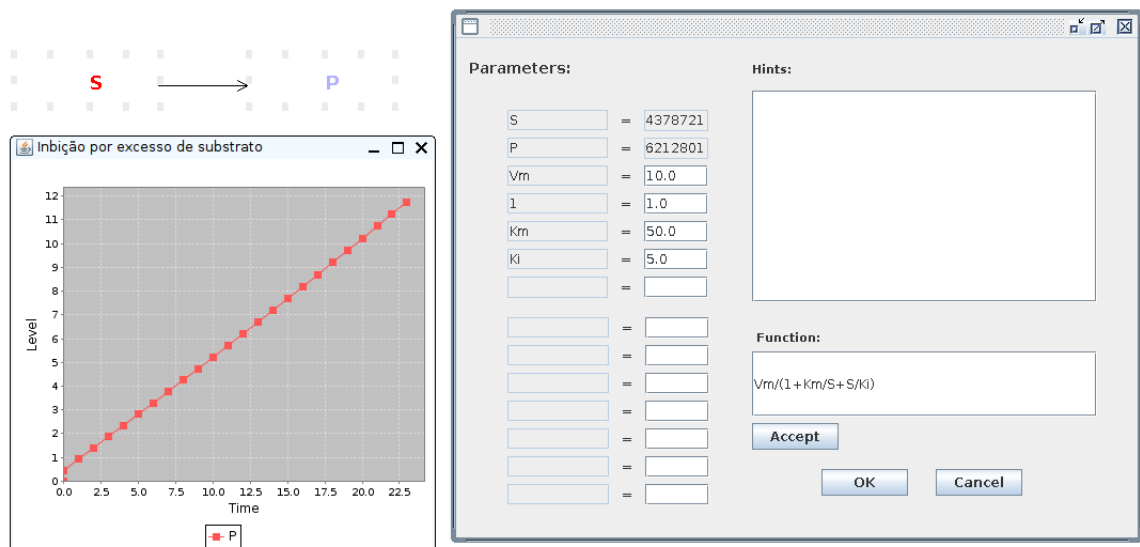 S
P
Inbição por excesso de substrato
12
11
10
9
8
7
6
5
4
3
2
1
0
0.0 2.5 5.0 7.5 10.0 12.5 15.0 17.5 20.0 22.5
Level
Time
P
Parameters:
S = 4378721
P = 6212801
Vm = 10.0
1 = 1.0
Km = 50.0
Ki = 5.0
=
=
=
=
=
=
=
=
Hints:
Function:
Vm/(1+Km/S+S/Ki)
Accept
OK Cancel